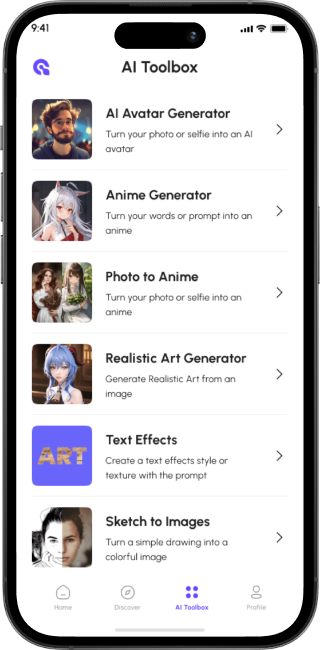 9:41
AI Toolbox
AI Avatar Generator
Turn your photo or selfie into an AI
avatar
Anime Generator
Turn your words or prompt into an
anime
Photo to Anime
Turn your photo or selfie into an
anime
Realistic Art Generator
Generate Realistic Art from an
image
ART
Text Effects
Create a text effects style or
texture with the prompt
Sketch to Images
Turn a simple drawing into a
colorful image
Home
Discover
AI Toolbox
Profile